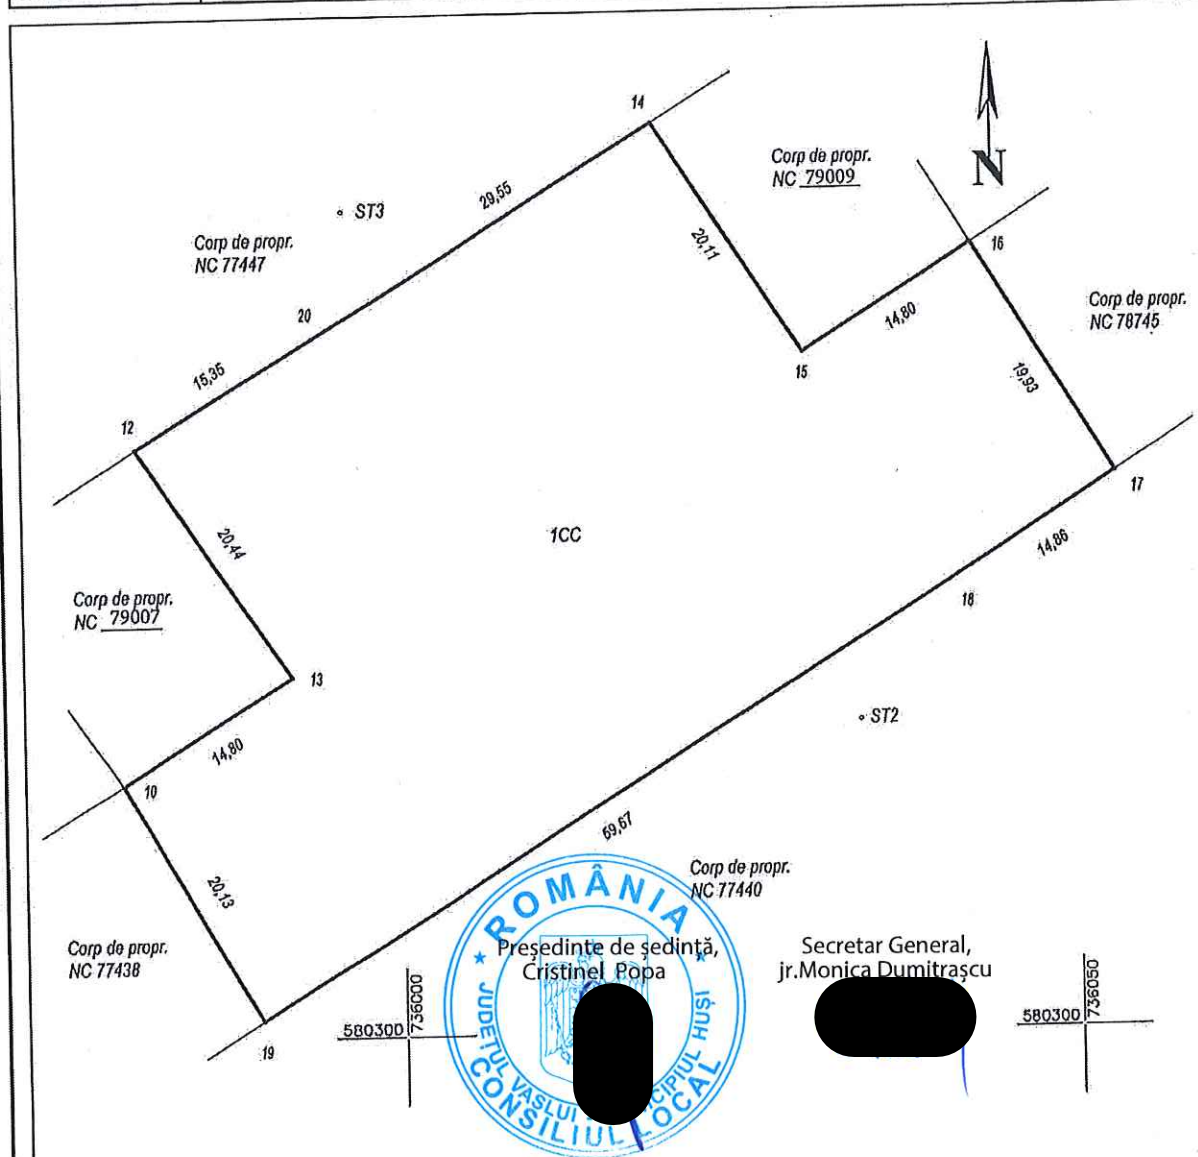 14
Corp de propr.
NC 79009
N
29,55
ST3
Corp de propr.
NC 77447
20,11
16
20
14,80
Corp de propr.
NC 78745
15,35
15
19,93
12
17
20,44
1CC
14,86
Corp de propr.
NC 79007
18
13
ST2
14,80
10
59,67
Corp de propr.
NC 77440
20,13
ROMÂNIA
Președinte de ședință,
Cristinel Popa
Secretar General,
jr.Monica Dumitrașcu
Corp de propr.
NC 77438
19
580300
736000
580300
736050
JUDEȚUL VASLUI
CIPIUL HUȘI
CONSILIUL LOCAL